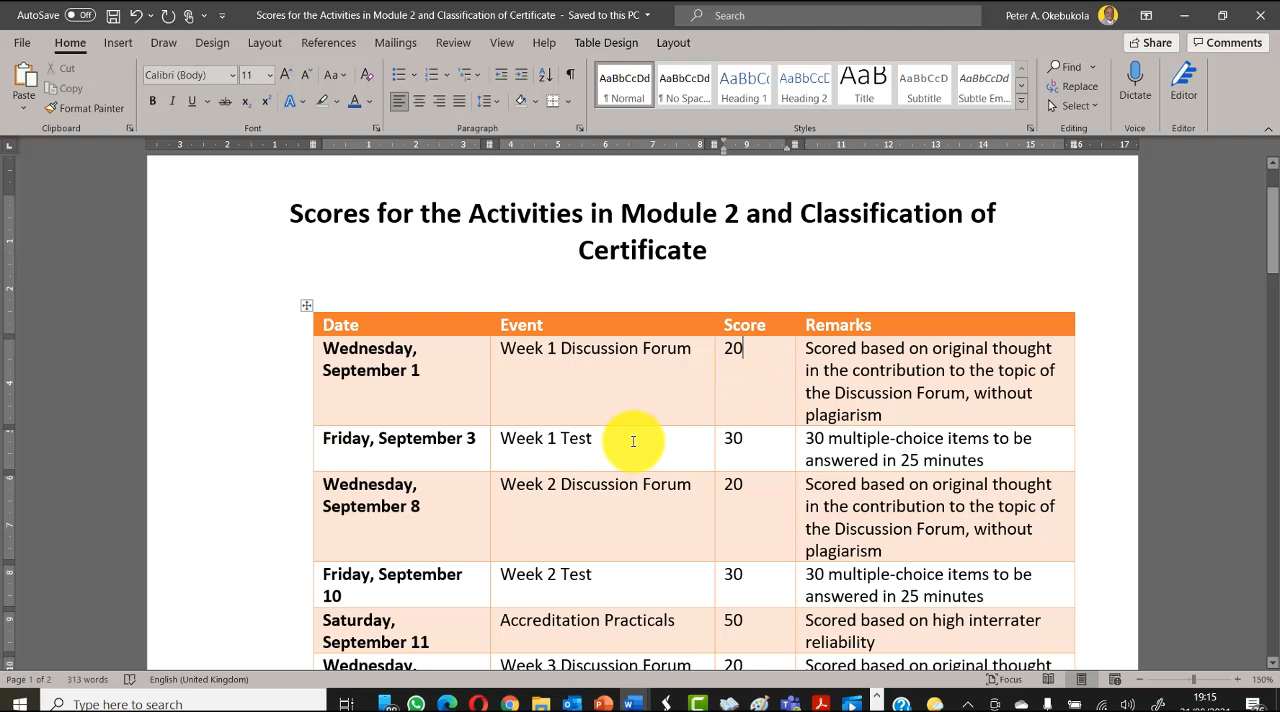 AutoSave Off Scores for the Activities in Module 2 and Classification of Certificate - Saved to this PC Search Peter A. Okebukola
File Home Insert Draw Design Layout References Mailings Review View Help Table Design Layout Share Comments
Paste Cut Copy Format Painter Clipboard
Calibri (Body) 11 Font
Paragraph
AaBbCcDd ¶ Normal AaBbCcDd ¶ No Spac... AaBbCc Heading 1 AaBbCcD Heading 2 AaB Title AaBbCcD Subtitle AaBbCcDd Subtle Em... Styles
Find Replace Select Editing
Dictate Voice
Editor Editor
Scores for the Activities in Module 2 and Classification of
Certificate
Date Event Score Remarks
Wednesday, Week 1 Discussion Forum 20 Scored based on original thought
September 1 in the contribution to the topic of
the Discussion Forum, without
plagiarism
Friday, September 3 Week 1 Test 30 30 multiple-choice items to be
answered in 25 minutes
Wednesday, Week 2 Discussion Forum 20 Scored based on original thought
September 8 in the contribution to the topic of
the Discussion Forum, without
plagiarism
Friday, September Week 2 Test 30 30 multiple-choice items to be
10 answered in 25 minutes
Saturday, Accreditation Practicals 50 Scored based on high interrater
September 11 reliability
Wednesday, Week 3 Discussion Forum 20 Scored based on original thought
Page 1 of 2 313 words English (United Kingdom) Focus 150%
Type here to search 19:15